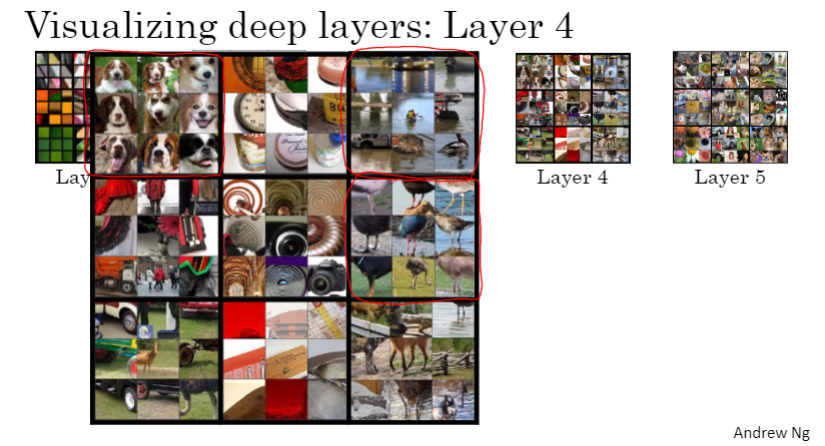 Visualizing deep layers: Layer 4
Lay
Layer 4
Layer 5
Andrew Ng